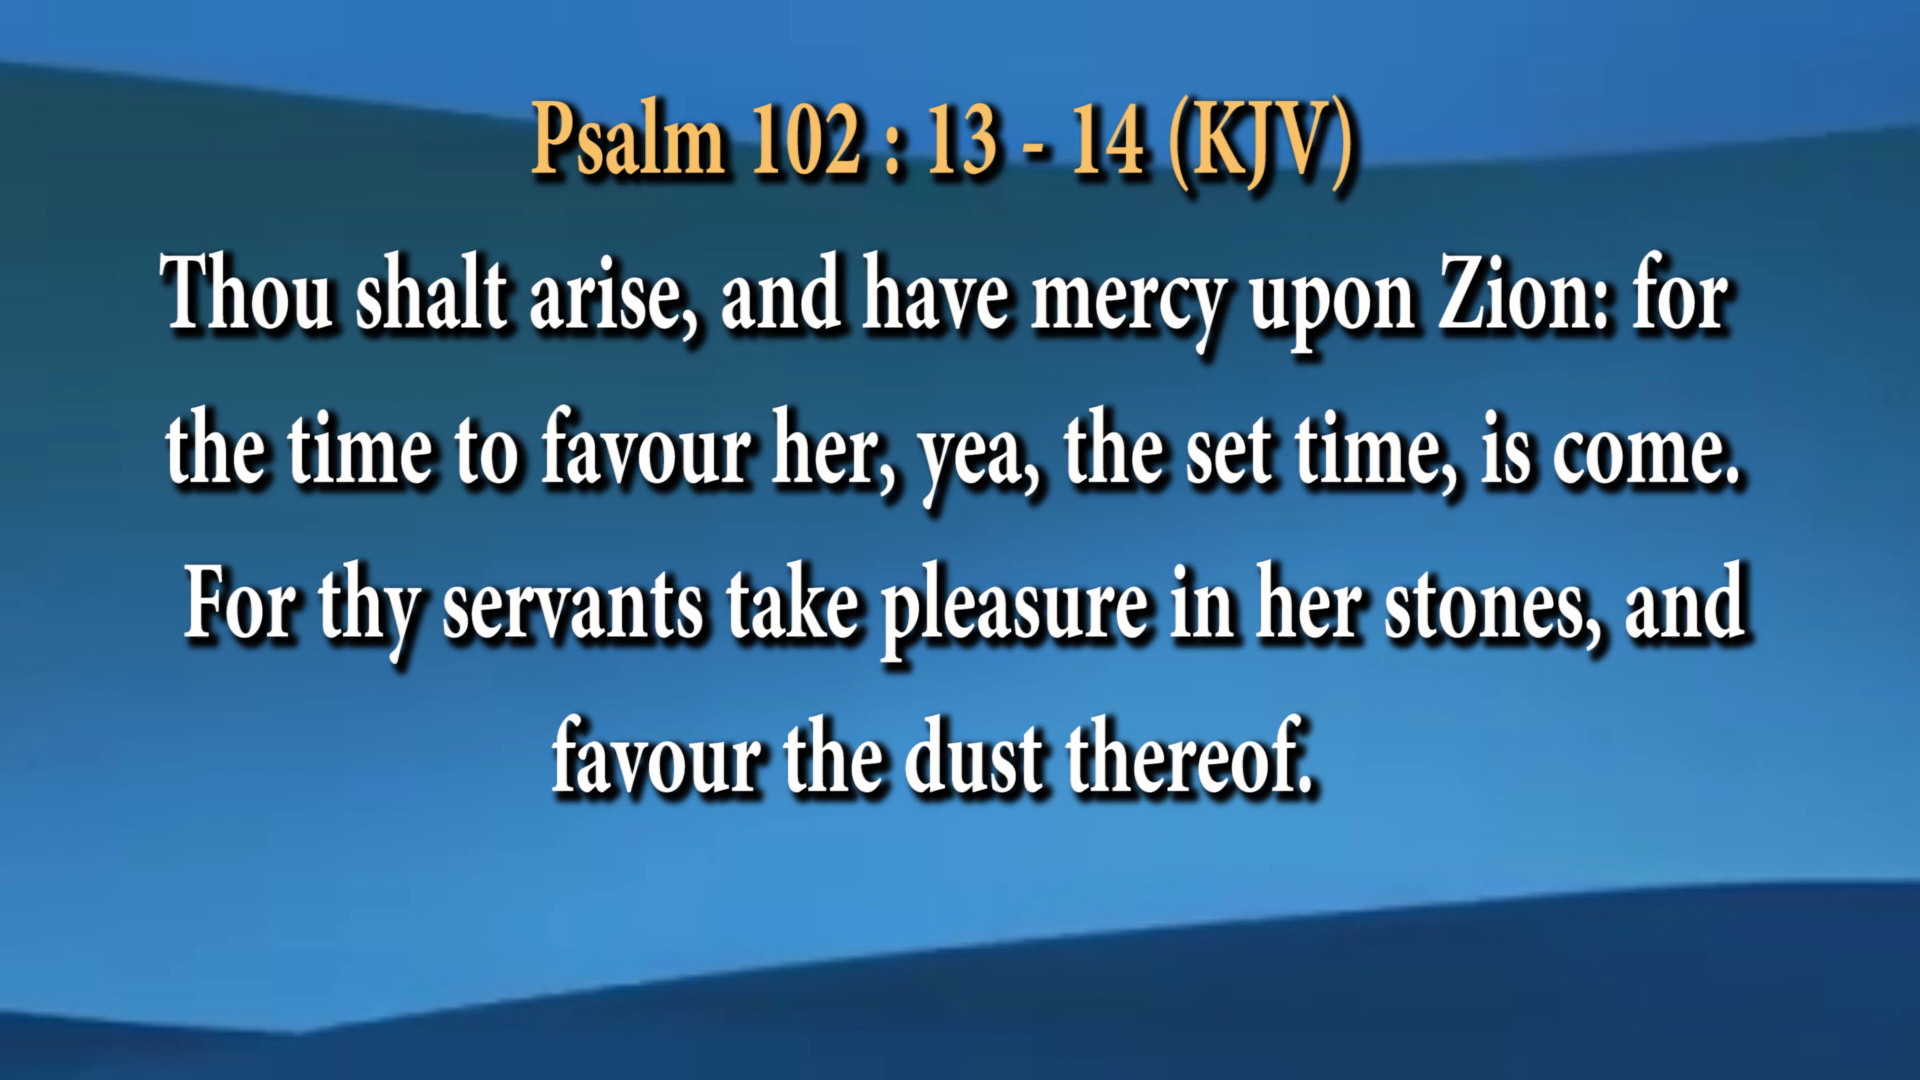 Psalm 102 : 13 - 14 (KJV)
Thou shalt arise, and have mercy upon Zion: for
the time to favour her, yea, the set time, is come.
For thy servants take pleasure in her stones, and
favour the dust thereof.